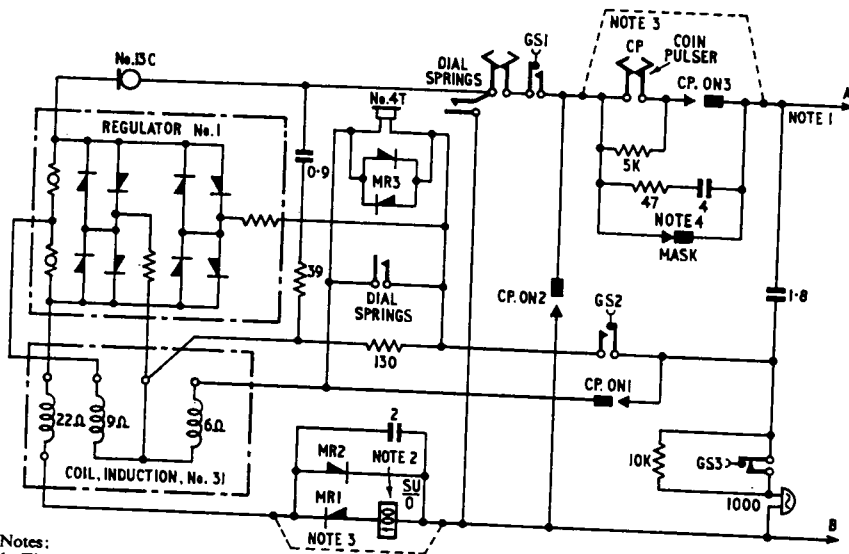 NOTE 3
GS1
CP
COIN
PULSER
No.13C
DIAL
SPRINGS
CP. ON3
A
No.4T
NOTE 1
REGULATOR No.1
0·9
MR3
5K
47
4
NOTE 4
MASK
39
DIAL
SPRINGS
CP. ON2
GS2
1·8
130
CP. ON1
22Ω
9Ω
6Ω
2
NOTE 2
MR2
SU
0
10K
GS3
COIL, INDUCTION, No. 31
MR1
100
1000
NOTE 3
B
Notes: